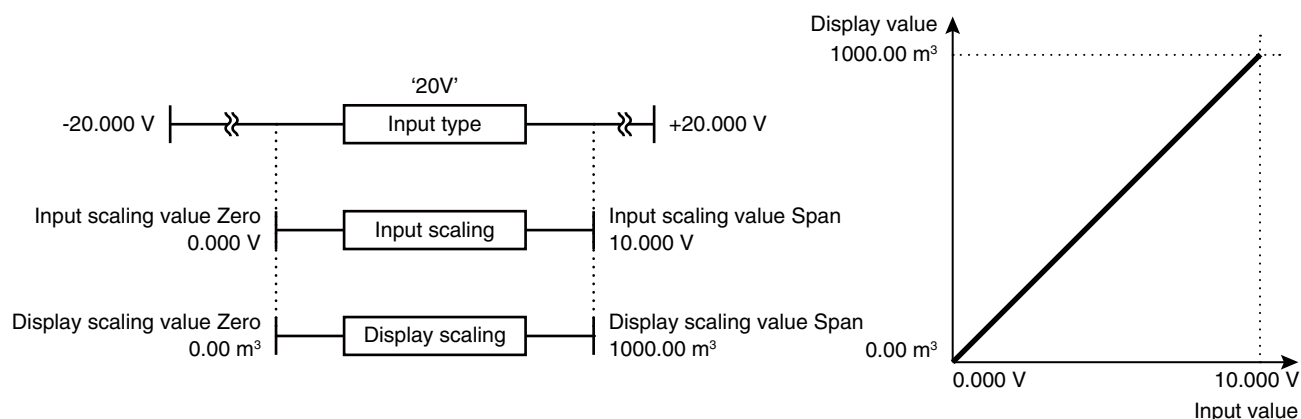 ‘20V’
-20.000 V
Input type
+20.000 V
Input scaling value Zero
0.000 V
Input scaling
Input scaling value Span
10.000 V
Display scaling value Zero
0.00 m³
Display scaling
Display scaling value Span
1000.00 m³
Display value
1000.00 m³
0.00 m³
0.000 V
10.000 V
Input value